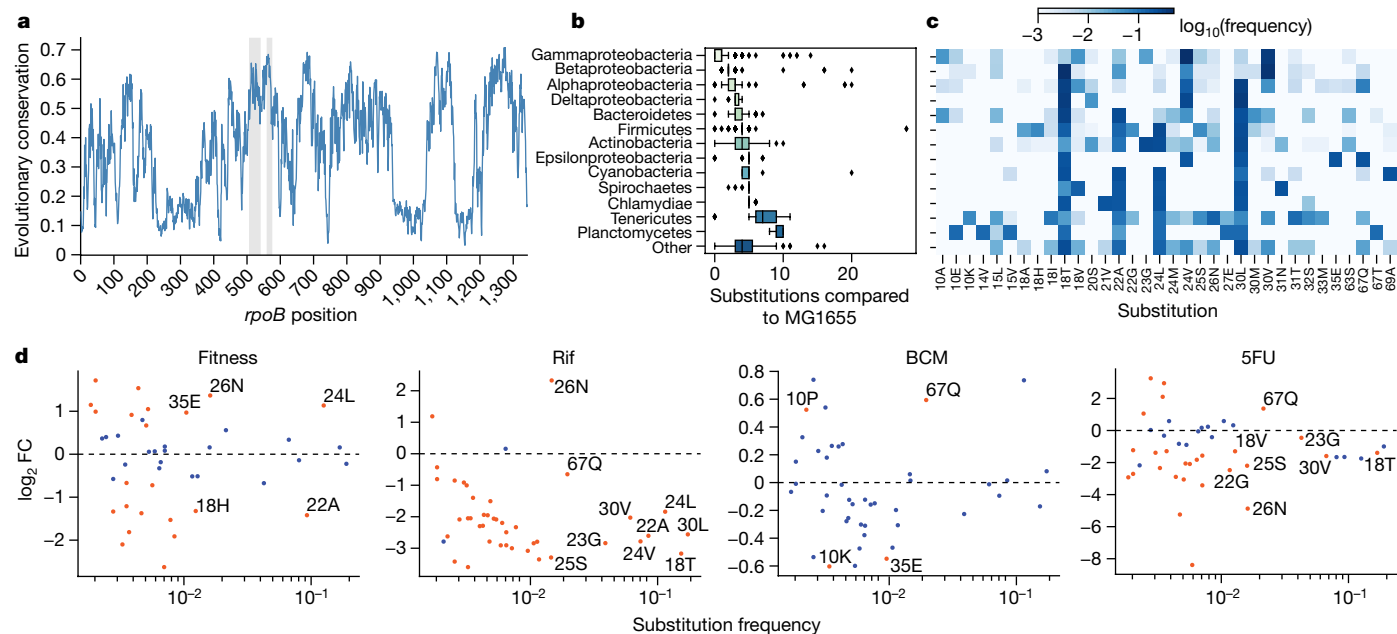 a
Evolutionary conservation
0.7
0.6
0.5
0.4
0.3
0.2
0.1
0
0
100
200
300
400
500
600
700
800
900
1,000
1,100
1,200
1,300
rpoB position
b
Gammaproteobacteria
Betaproteobacteria
Alphaproteobacteria
Deltaproteobacteria
Bacteroidetes
Firmicutes
Actinobacteria
Epsilonproteobacteria
Cyanobacteria
Spirochaetes
Chlamydiae
Tenericutes
Planctomycetes
Other
0
10
20
Substitutions compared
to MG1655
c
−3
−2
−1
log10(frequency)
10A
10E
10K
14V
15L
15V
18A
18H
18I
18T
18V
20S
21V
22A
22G
23G
24L
24M
24V
25S
26N
27E
30L
300M
30V
31N
31T
32S
33M
35E
63S
67Q
67T
69A
Substitution
d
Fitness
log2 FC
1
0
−1
−2
35E
26N
24L
18H
22A
10−2
10−1
Rif
2
1
0
−1
−2
−3
26N
67Q
30V
24L
22A
30L
23G
24V
25S
18T
10−2
10−1
BCM
0.8
0.6
0.4
0.2
0
−0.2
−0.4
−0.6
10P
67Q
10K
35E
10−2
10−1
5FU
4
2
0
−2
−4
−6
−8
67Q
18V
23G
25S
30V
18T
22G
26N
10−2
10−1
Substitution frequency